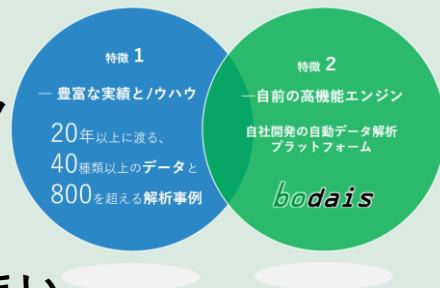 特徴 1
― 豊富な実績と/ウハウ
20年以上に渡る、
40種類以上のデータと
800を超える解析事例
特徴 2
―自前の高機能エンジン
自社開発の自動データ解析
プラットフォーム
bodais